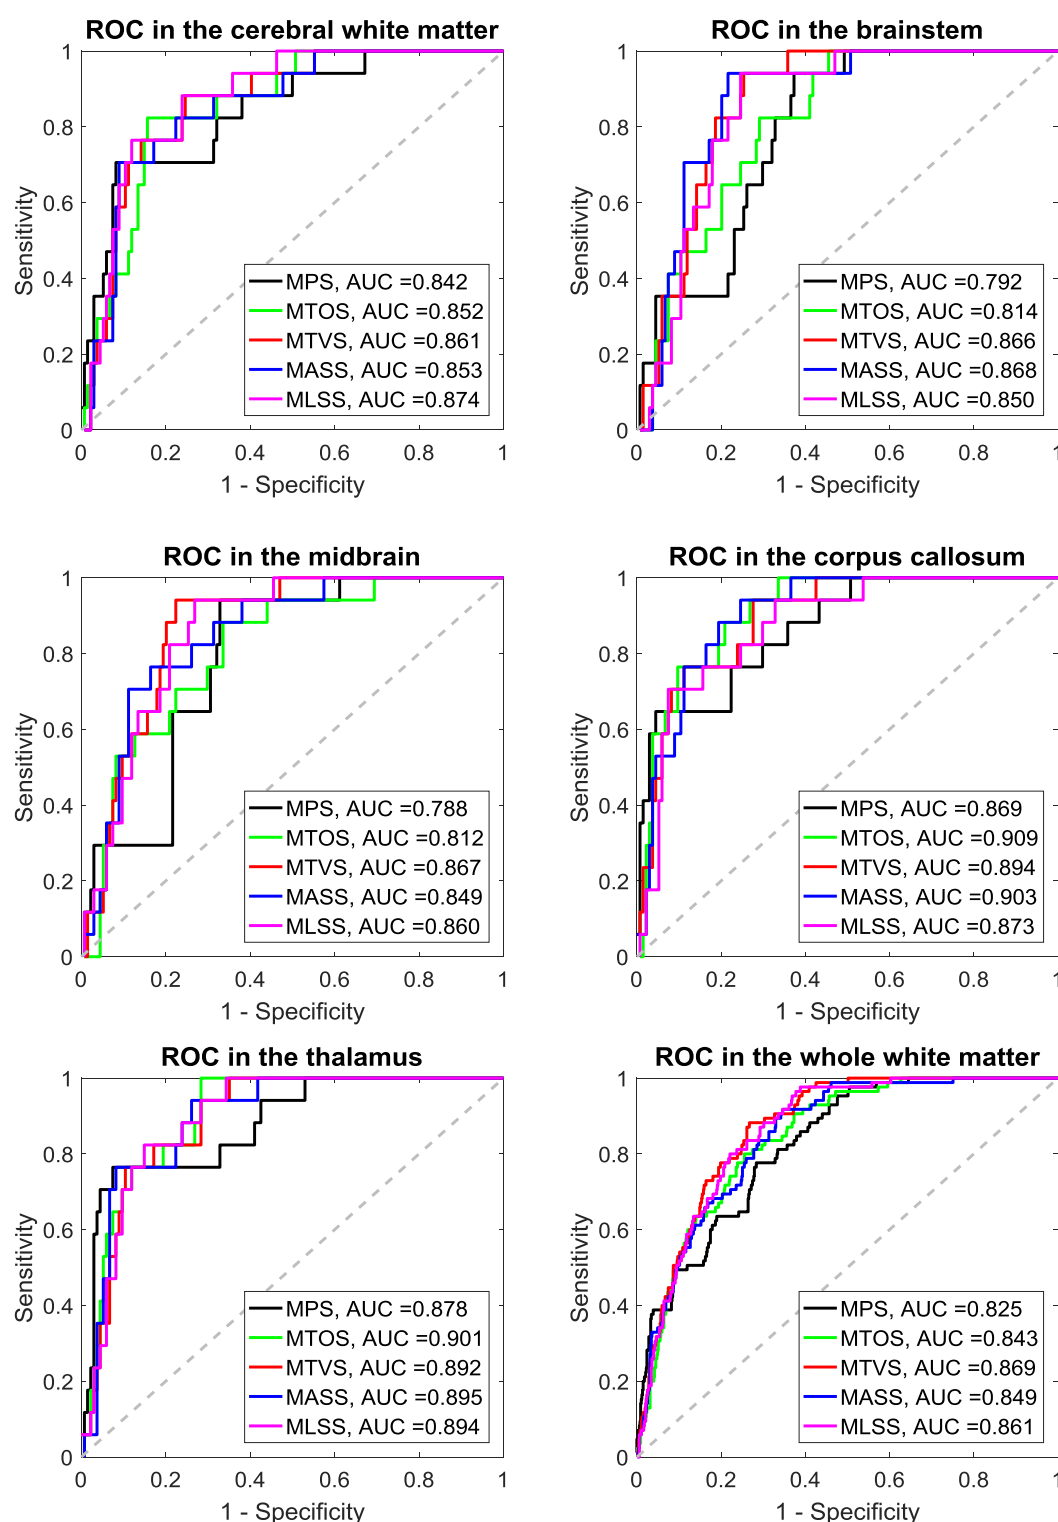 ROC in the cerebral white matter
1
0.8
0.6
0.4
0.2
0
Sensitivity
MPS, AUC =0.842
MTOS, AUC =0.852
MTVS, AUC =0.861
MASS, AUC =0.853
MLSS, AUC =0.874
0 0.2 0.4 0.6 0.8 1
1 - Specificity
ROC in the brainstem
1
0.8
0.6
0.4
0.2
0
Sensitivity
MPS, AUC =0.792
MTOS, AUC =0.814
MTVS, AUC =0.866
MASS, AUC =0.868
MLSS, AUC =0.850
0 0.2 0.4 0.6 0.8 1
1 - Specificity
ROC in the midbrain
1
0.8
0.6
0.4
0.2
0
Sensitivity
MPS, AUC =0.788
MTOS, AUC =0.812
MTVS, AUC =0.867
MASS, AUC =0.849
MLSS, AUC =0.860
0 0.2 0.4 0.6 0.8 1
1 - Specificity
ROC in the corpus callosum
1
0.8
0.6
0.4
0.2
0
Sensitivity
MPS, AUC =0.869
MTOS, AUC =0.909
MTVS, AUC =0.894
MASS, AUC =0.903
MLSS, AUC =0.873
0 0.2 0.4 0.6 0.8 1
1 - Specificity
ROC in the thalamus
1
0.8
0.6
0.4
0.2
0
Sensitivity
MPS, AUC =0.878
MTOS, AUC =0.901
MTVS, AUC =0.892
MASS, AUC =0.895
MLSS, AUC =0.894
0 0.2 0.4 0.6 0.8 1
1 - Specificity
ROC in the whole white matter
1
0.8
0.6
0.4
0.2
0
Sensitivity
MPS, AUC =0.825
MTOS, AUC =0.843
MTVS, AUC =0.869
MASS, AUC =0.849
MLSS, AUC =0.861
0 0.2 0.4 0.6 0.8 1
1 - Specificity